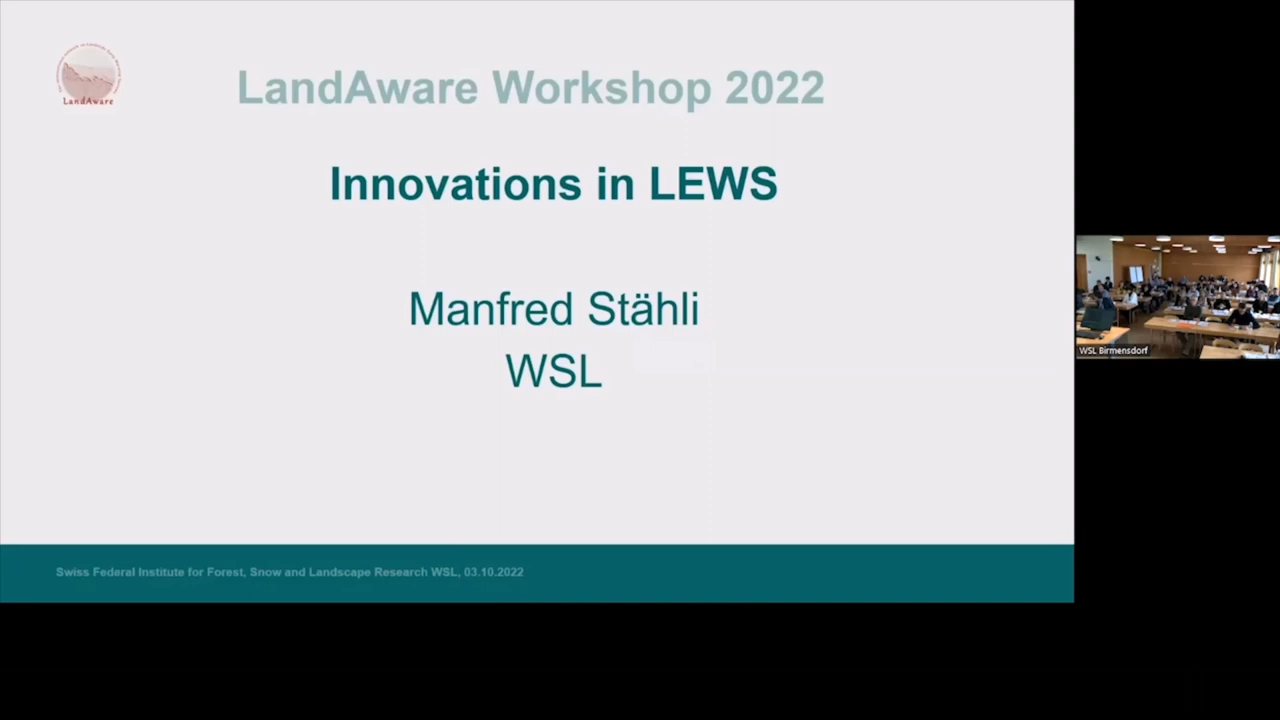 LandAware
LandAware Workshop 2022
Innovations in LEWS
Manfred Stähli
WSL
WSL Birmensdorf
Swiss Federal Institute for Forest, Snow and Landscape Research WSL, 03.10.2022